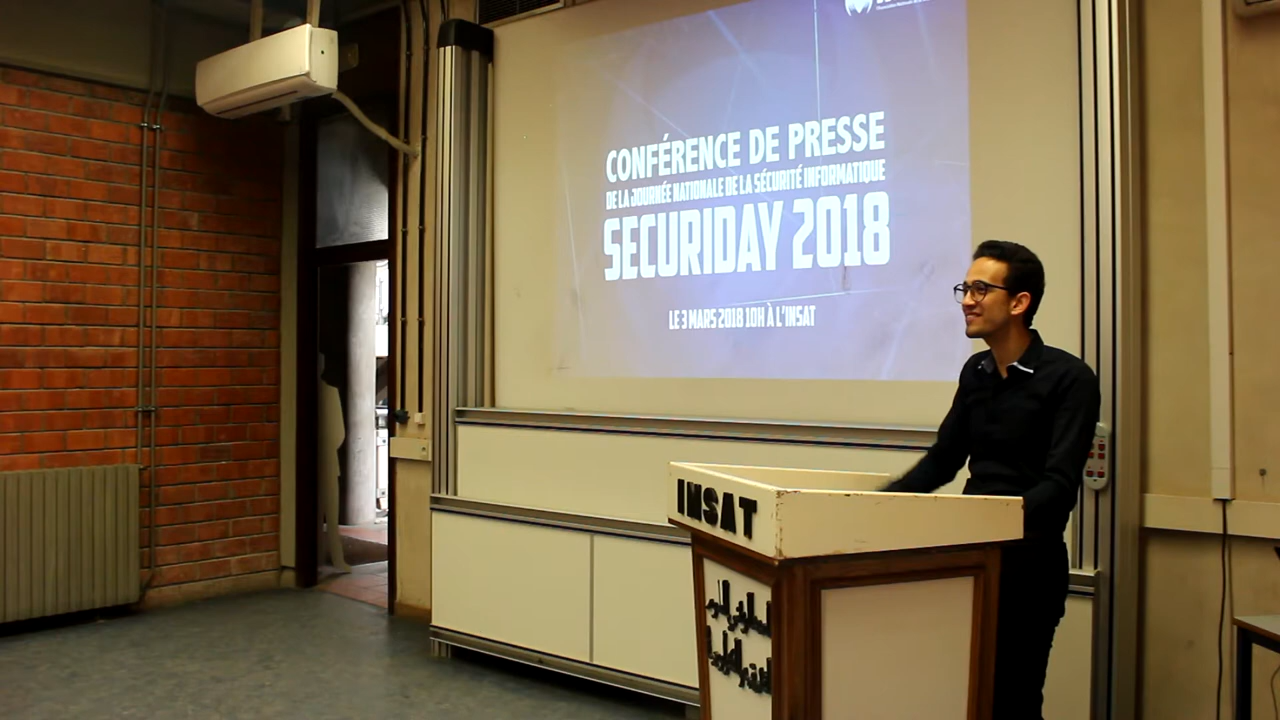 CONFÉRENCE DE PRESSE
DE LA JOURNÉE NATIONALE DE LA SÉCURITÉ INFORMATIQUE
SECURIDAY 2018
LE 3 MARS 2018 10H À L'INSAT
INSAT